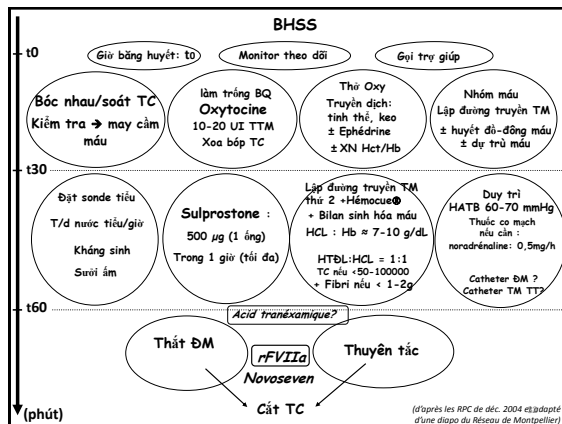 BHSS
t0
Giờ băng huyết: t0
Monitor theo dõi
Gọi trợ giúp
Bóc nhau/soát TC
Kiểm tra → may cầm
máu
làm trống BQ
Oxytocine
10-20 UI TTM
Xoa bóp TC
Thở Oxy
Truyền dịch:
tinh thể, keo
± Ephédrine
± XN Hct/Hb
Nhóm máu
Lập đường truyền TM
± huyết đồ-đông máu
± dự trù máu
t30
Đặt sonde tiểu
T/d nước tiểu/giờ
Kháng sinh
Sưởi ấm
Sulprostone :
500 µg (1 ống)
Trong 1 giờ (tối đa)
Lập đường truyền TM
thứ 2 +Hémocue®
+ Bilan sinh hóa máu
HCL : Hb ≈ 7-10 g/dL
HTĐL:HCL = 1:1
TC nếu <50-100000
+ Fibri nếu < 1-2g
Duy trì
HATB 60-70 mmHg
Thuốc co mạch
nếu cần :
noradrénaline: 0,5mg/h
Catheter ĐM ?
Catheter TM TT?
t60
Acid tranéxamique?
Thắt ĐM
rFVIIa
Novoseven
Thuyên tắc
Cắt TC
(phút)
(d'après les RPC de déc. 2004 et adapté
d'une diapo du Réseau de Montpellier)